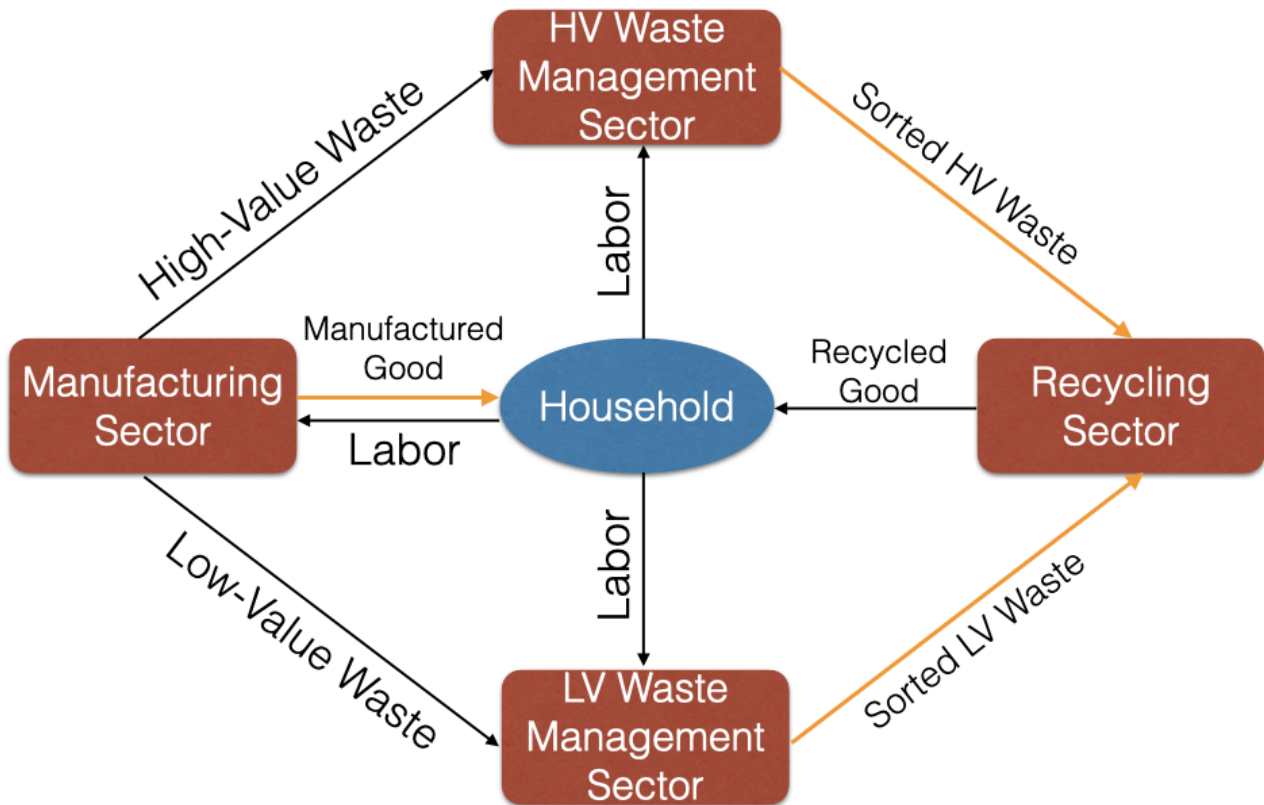 HV Waste
Management
Sector
High-Value Waste
Sorted HV Waste
Labor
Manufactured
Good
Recycled
Good
Manufacturing
Sector
Household
Recycling
Sector
Labor
Labor
Low-Value Waste
Sorted LV Waste
LV Waste
Management
Sector